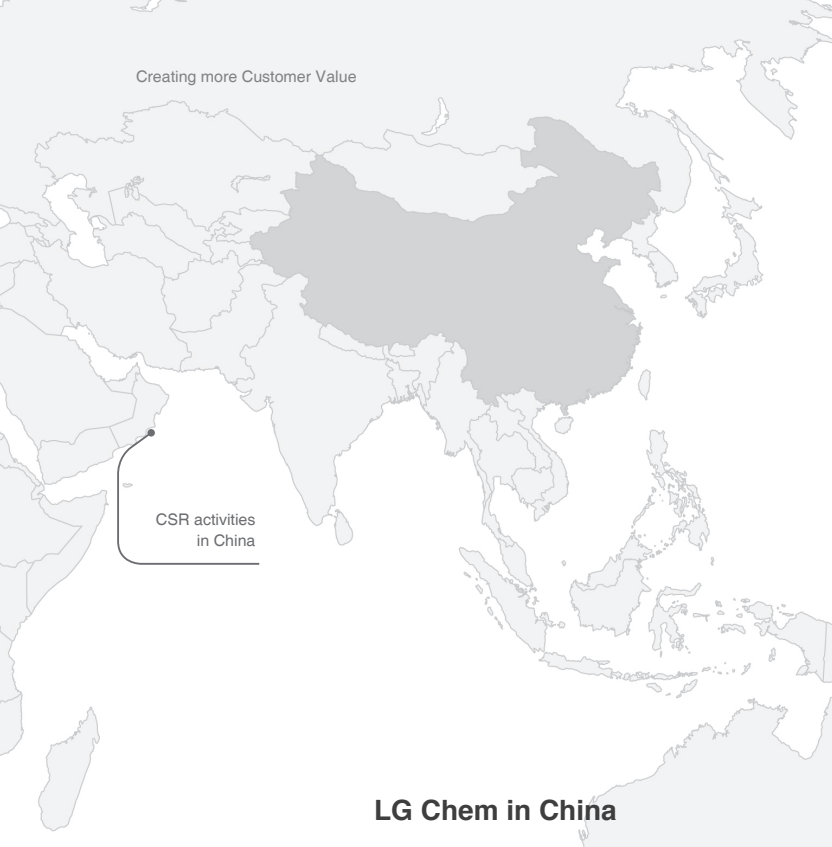 Creating more Customer Value
CSR activities
in China
LG Chem in China